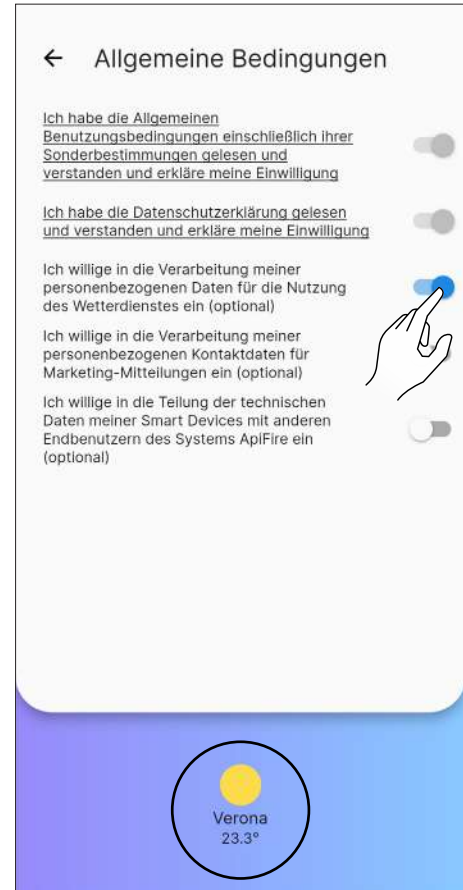 Allgemeine Bedingungen
Ich habe die Allgemeinen
Benutzungsbedingungen einschließlich ihrer
Sonderbestimmungen gelesen und
verstanden und erkläre meine Einwilligung
Ich habe die Datenschutzerklärung gelesen
und verstanden und erkläre meine Einwilligung
Ich willige in die Verarbeitung meiner
personenbezogenen Daten für die Nutzung
des Wetterdienstes ein (optional)
Ich willige in die Verarbeitung meiner
personenbezogenen Kontaktdaten für
Marketing-Mitteilungen ein (optional)
Ich willige in die Teilung der technischen
Daten meiner Smart Devices mit anderen
Endbenutzern des Systems ApiFire ein
(optional)
Verona
23.3°